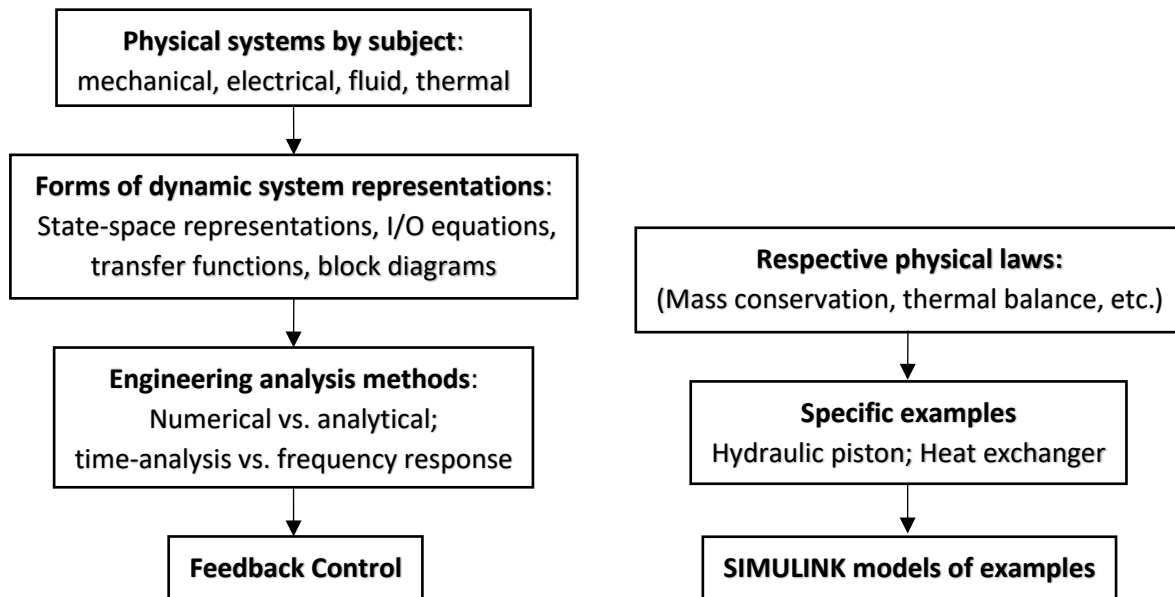 Physical systems by subject:
mechanical, electrical, fluid, thermal
Forms of dynamic system representations:
State-space representations, I/O equations,
transfer functions, block diagrams
Engineering analysis methods:
Numerical vs. analytical;
time-analysis vs. frequency response
Feedback Control
Respective physical laws:
(Mass conservation, thermal balance, etc.)
Specific examples
Hydraulic piston; Heat exchanger
SIMULINK models of examples